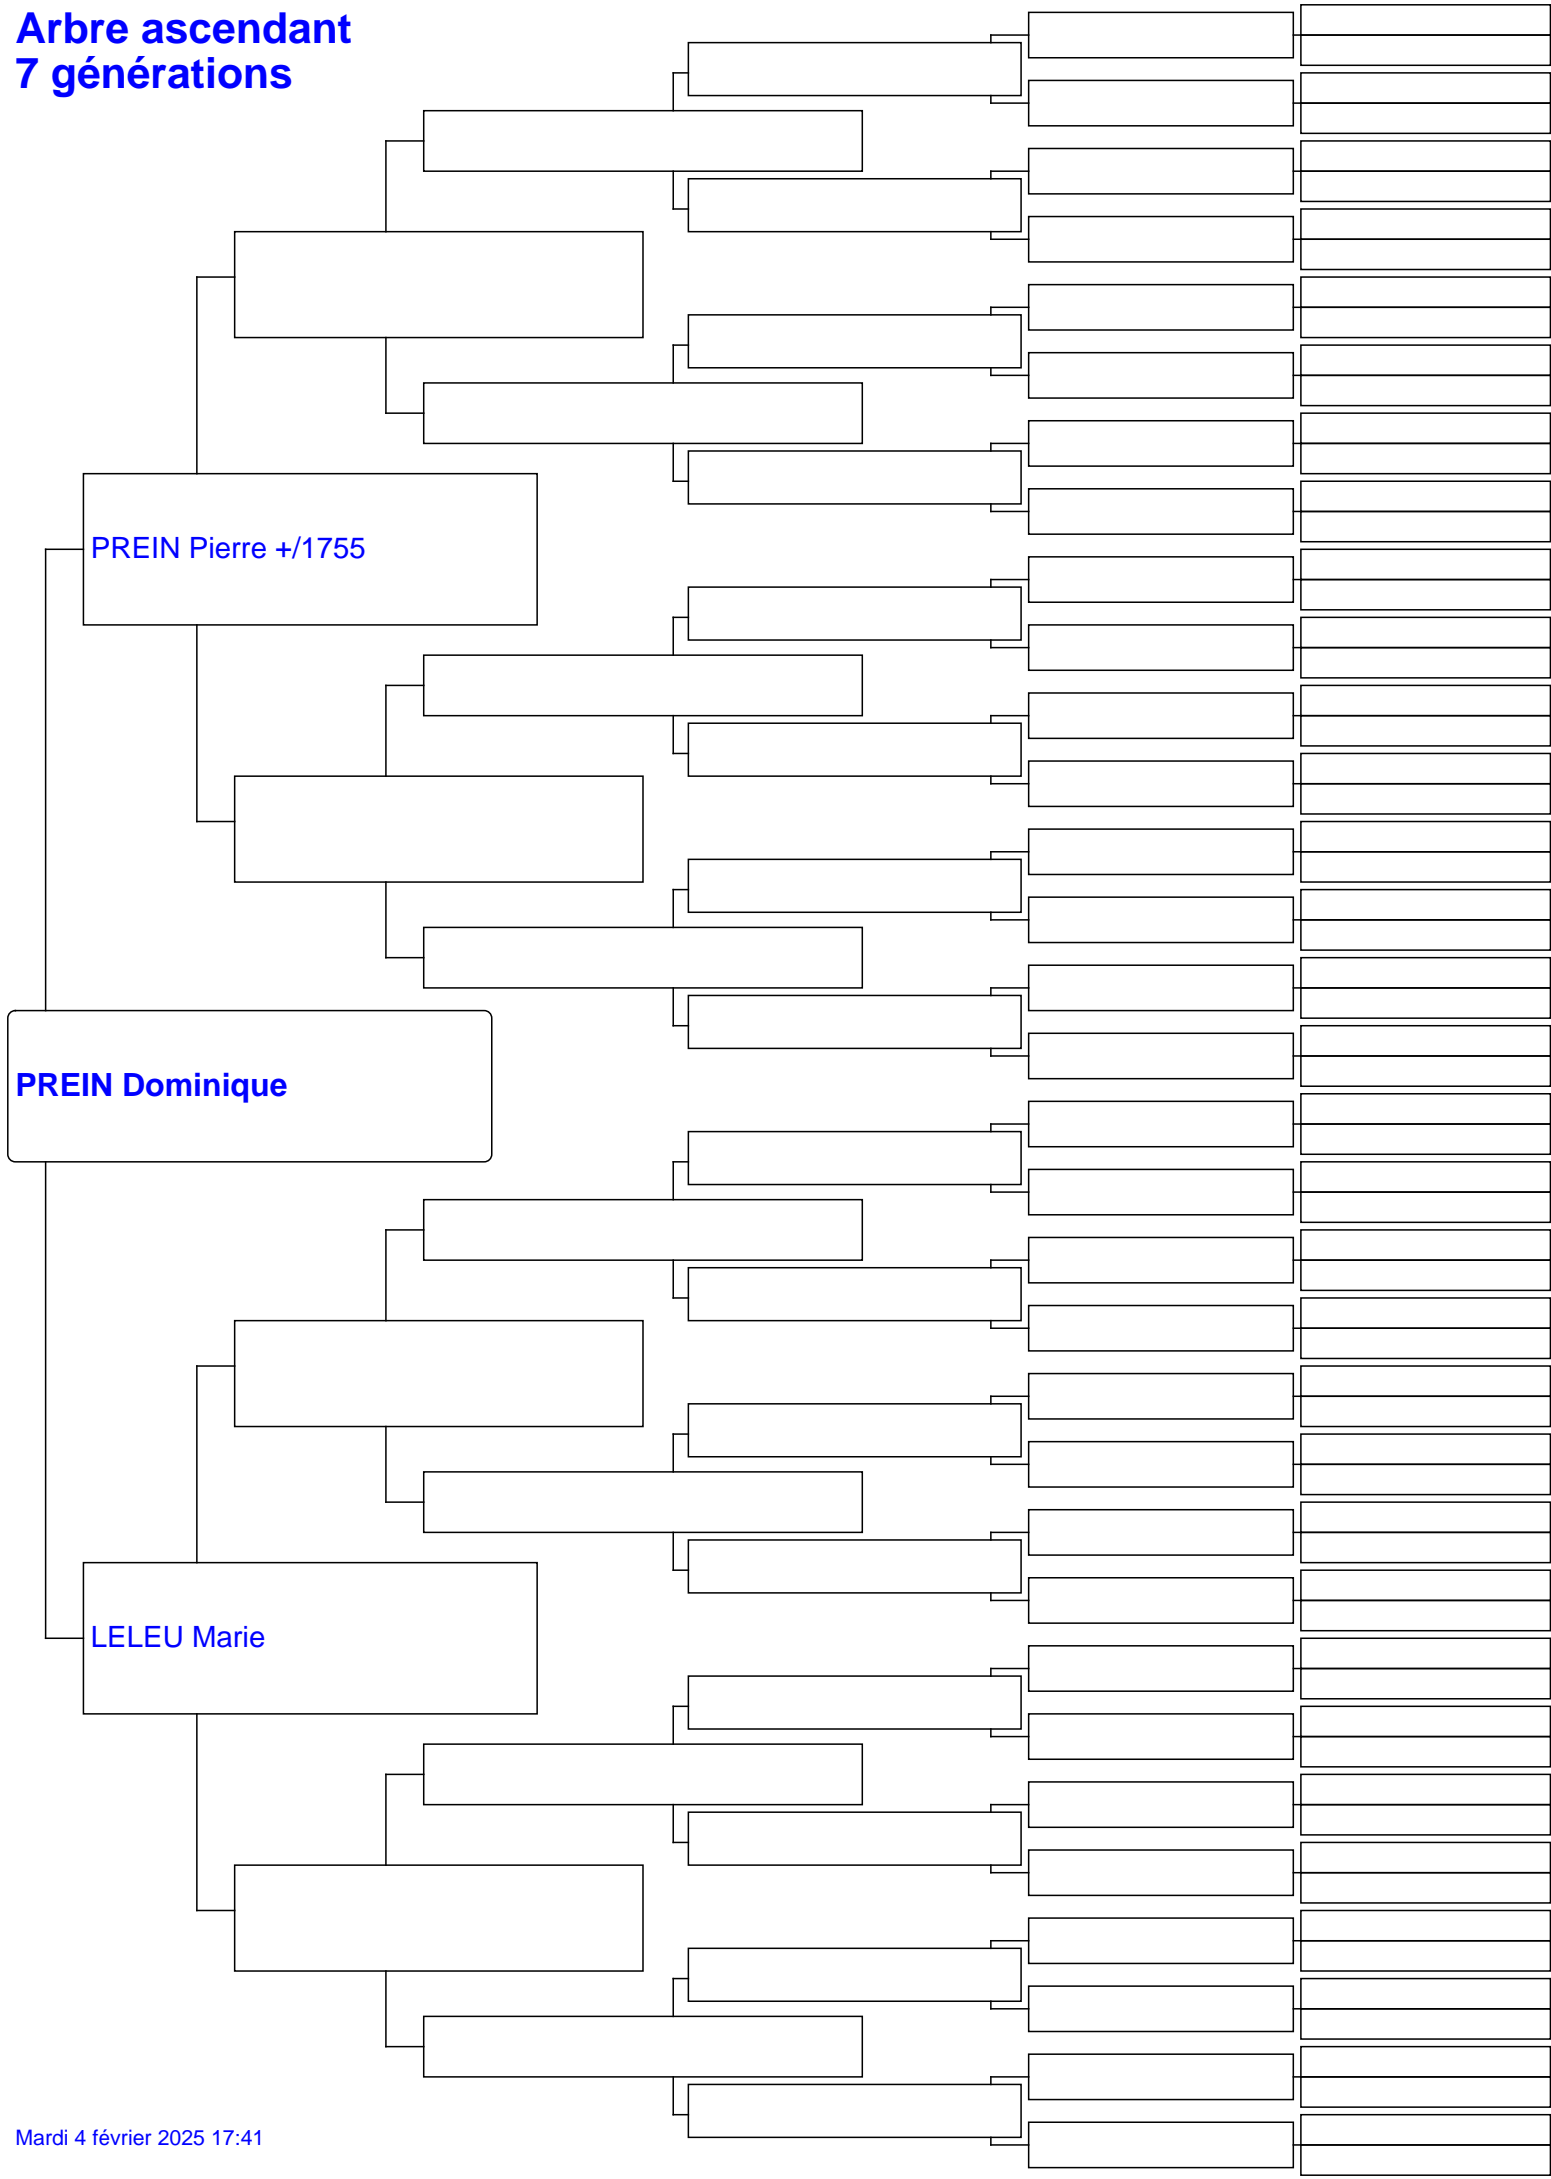 Arbre ascendant
7 générations
PREIN Pierre +/1755
PREIN Dominique
LELEU Marie
Mardi 4 février 2025 17:41